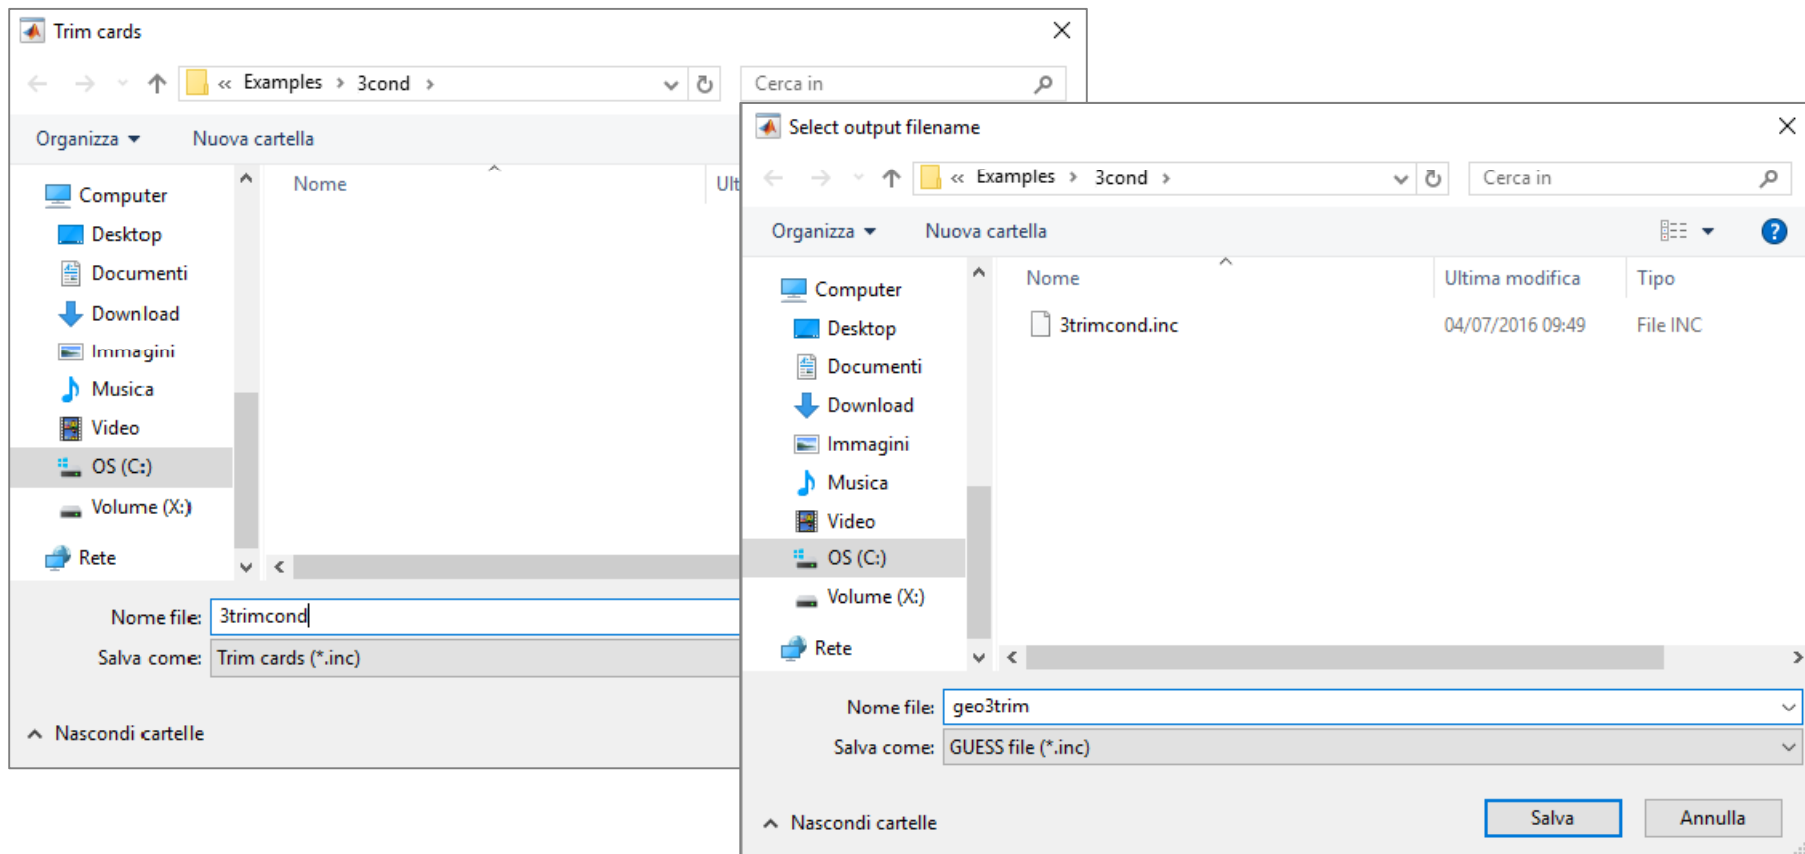 Trim cards
« Examples > 3cond >
Cerca in
Organizza
Nuova cartella
Nome
Ult
Computer
Desktop
Documenti
Download
Immagini
Musica
Video
OS (C:)
Volume (X:)
Rete
Nome file: 3trimcond
Salva come: Trim cards (*.inc)
Nascondi cartelle
Select output filename
« Examples > 3cond >
Cerca in
Organizza
Nuova cartella
?
Nome
Ultima modifica
Tipo
3trimcond.inc
04/07/2016 09:49
File INC
Computer
Desktop
Documenti
Download
Immagini
Musica
Video
OS (C:)
Volume (X:)
Rete
Nome file: geo3trim
Salva come: GUESS file (*.inc)
Nascondi cartelle
Salva
Annulla